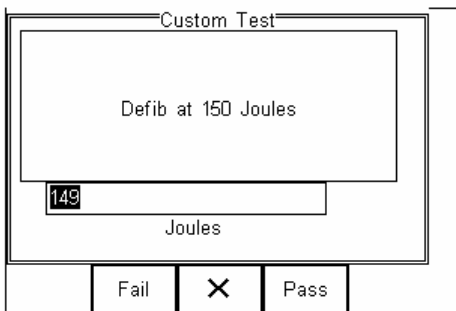 Custom Test
Defib at 150 Joules
149
Joules
Fail X Pass